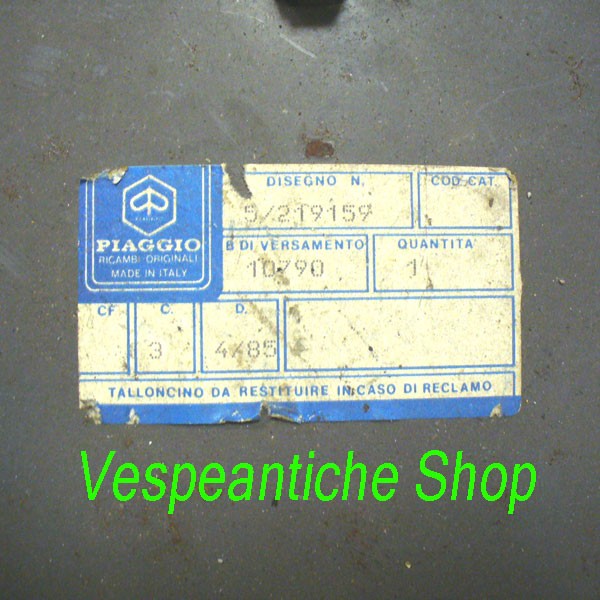 DISEGNO N. COD CAT.
5/219159
PIAGGIO
RICAMBI ORIGINALI
MADE IN ITALY
B DI VERSAMENTO QUANTITA'
10790 1
CF C. D.
3 4/85
TALLONCINO DA RESTITUIRE IN CASO DI RECLAMO
Vespeantiche Shop